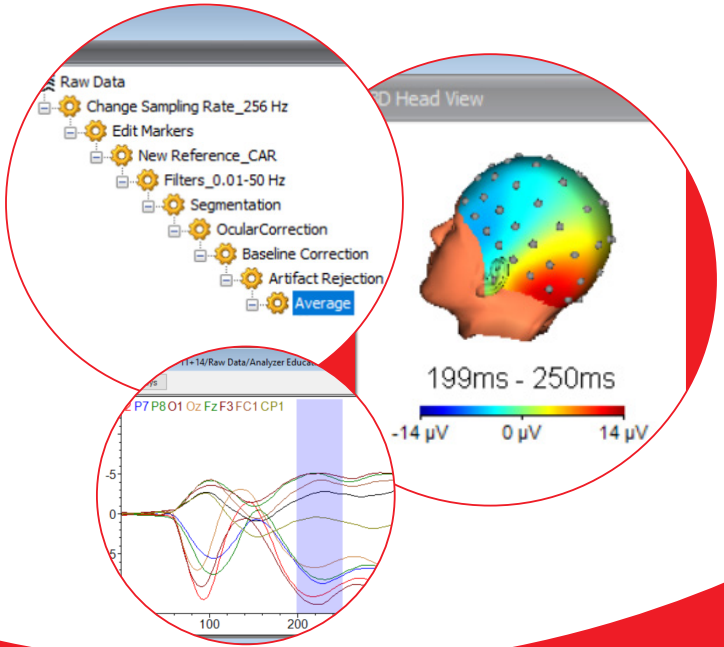 Raw Data
Change Sampling Rate_256 Hz
Edit Markers
New Reference_CAR
Filters_0.01-50 Hz
Segmentation
OcularCorrection
Baseline Correction
Artifact Rejection
Average
Head View
199ms - 250ms
-14 µV 0 µV 14 µV
/Raw Data/Analyzer
P7 P8 O1 Oz Fz F3 FC1 CP1
-5
0
5
100 200